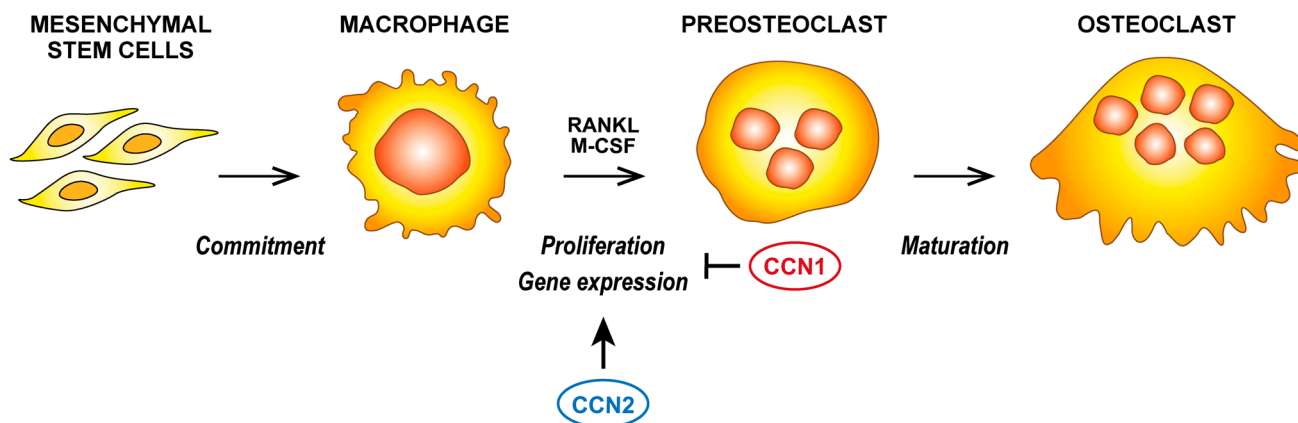 MESENCHYMAL
STEM CELLS
MACROPHAGE
PREOSTEOCLAST
OSTEOCLAST
RANKL
M-CSF
Commitment
Proliferation
Gene expression
CCN1
Maturation
CCN2